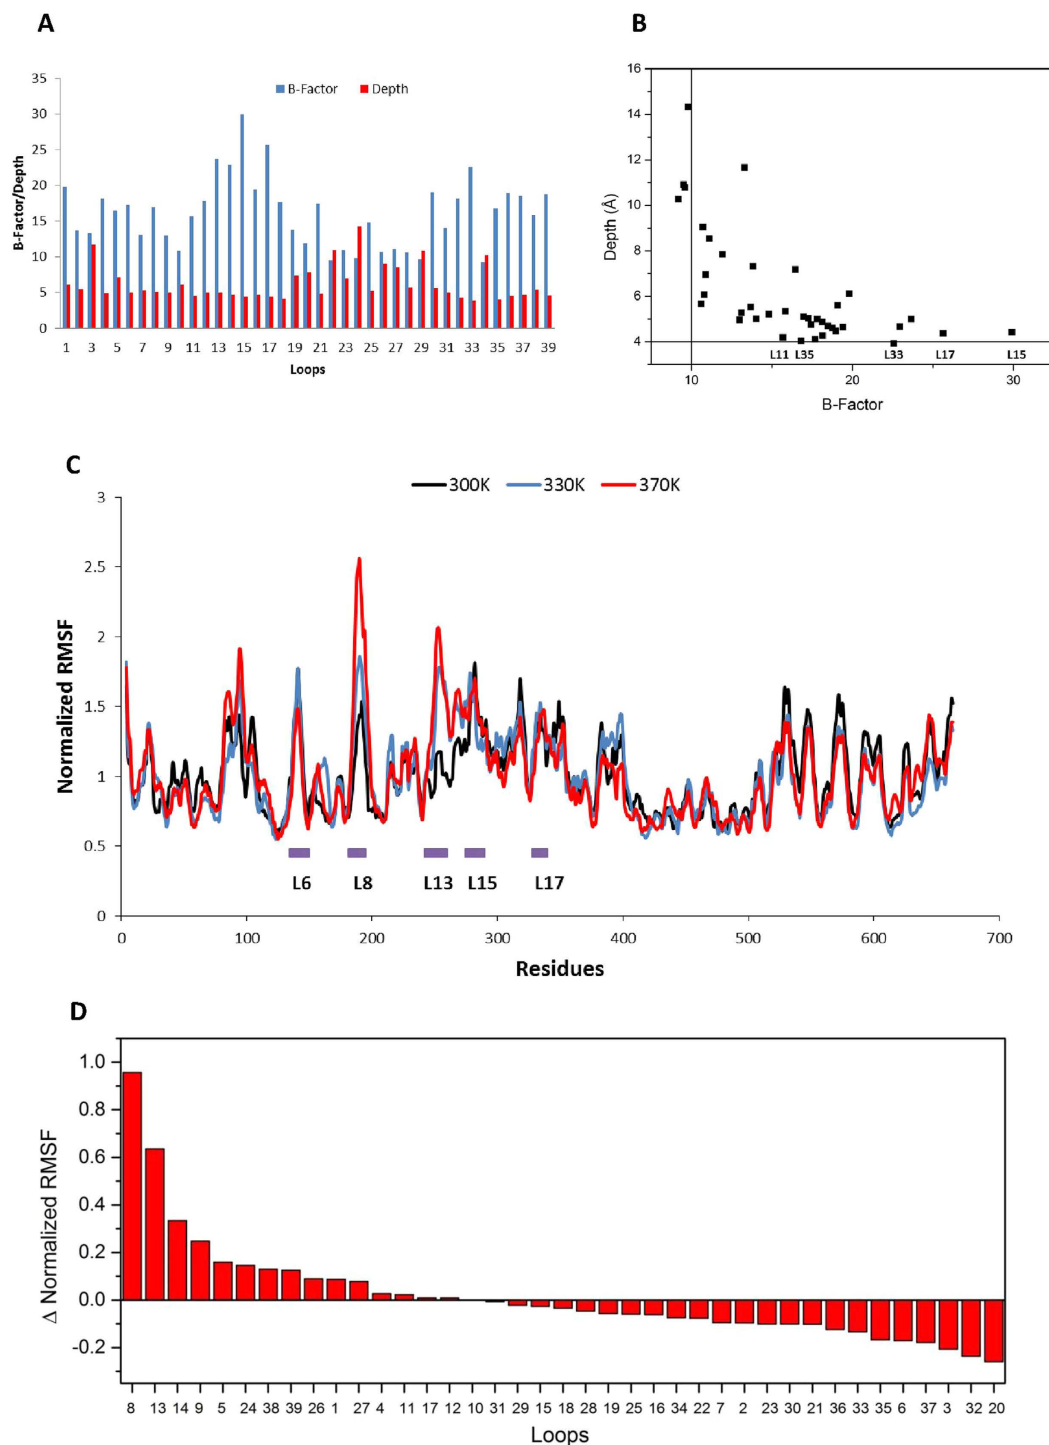 A
B
35
30
25
20
15
10
5
0
B-Factor/Depth
B-Factor Depth
1 3 5 7 9 11 13 15 17 19 21 23 25 27 29 31 33 35 37 39
Loops
16
14
12
10
8
6
4
Depth (Å)
L11 L35 L33 L17 L15
10 20 30
B-Factor
C
300K 330K 370K
3
2.5
2
1.5
1
0.5
0
Normalized RMSF
L6 L8 L13 L15 L17
0 100 200 300 400 500 600 700
Residues
D
1.0
0.8
0.6
0.4
0.2
0.0
-0.2
Δ Normalized RMSF
8 13 14 9 5 24 38 39 26 1 27 4 11 17 12 10 31 29 15 18 28 19 25 16 34 22 7 2 23 30 21 36 33 35 6 37 3 32 20
Loops